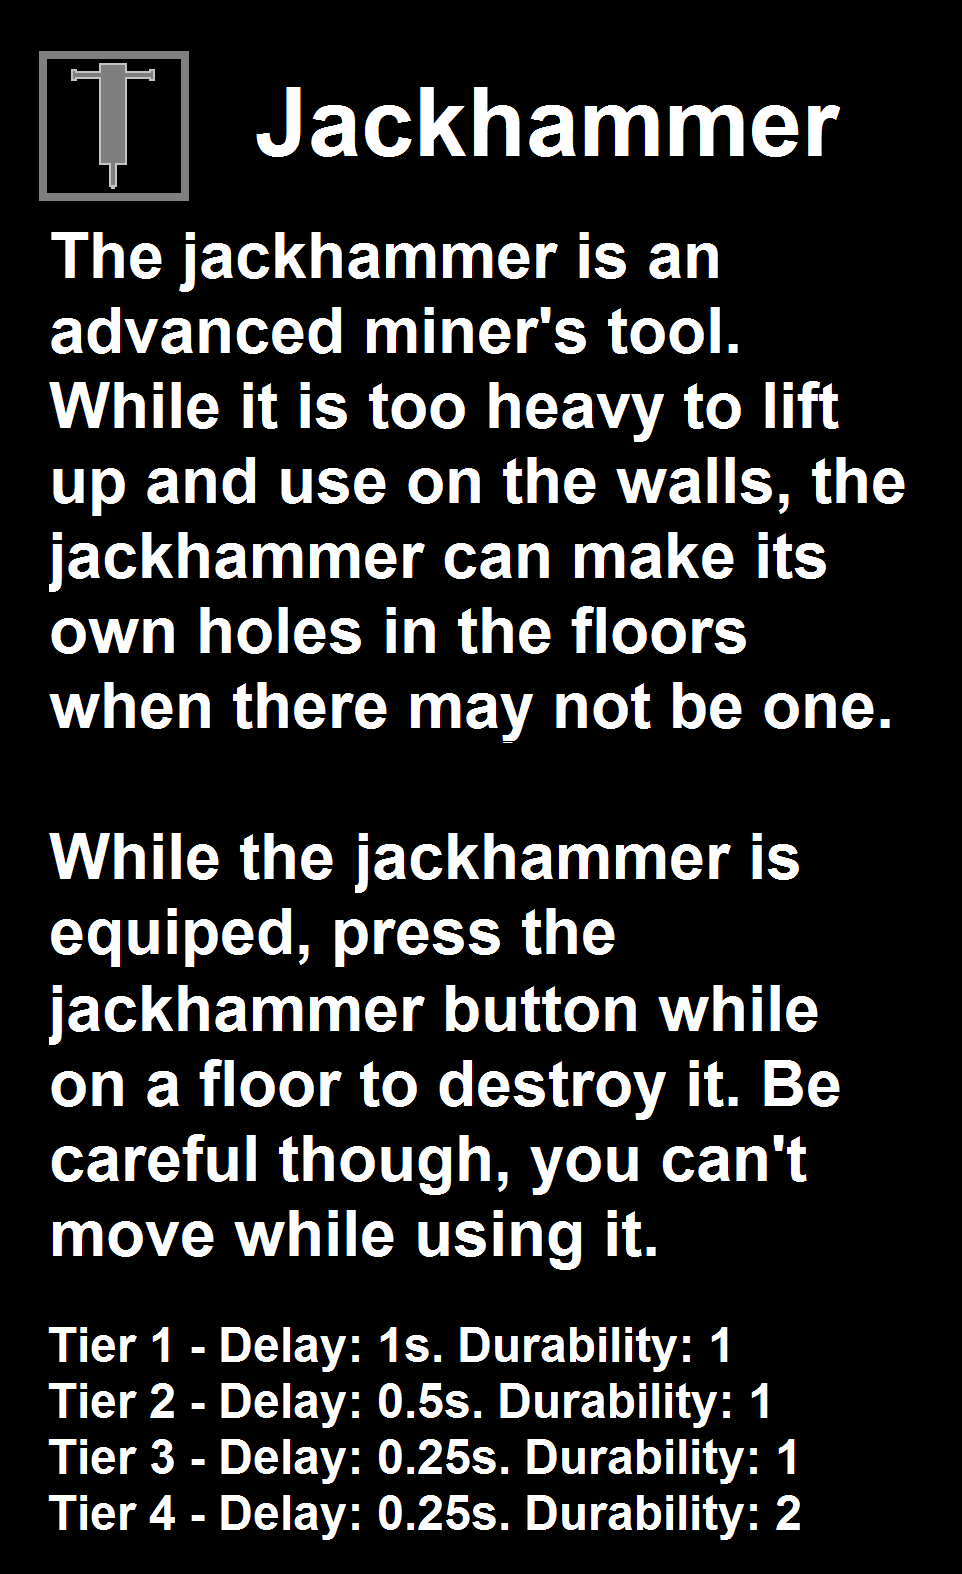 Jackhammer
The jackhammer is an
advanced miner's tool.
While it is too heavy to lift
up and use on the walls, the
jackhammer can make its
own holes in the floors
when there may not be one.
While the jackhammer is
equiped, press the
jackhammer button while
on a floor to destroy it. Be
careful though, you can't
move while using it.
Tier 1 - Delay: 1s. Durability: 1
Tier 2 - Delay: 0.5s. Durability: 1
Tier 3 - Delay: 0.25s. Durability: 1
Tier 4 - Delay: 0.25s. Durability: 2